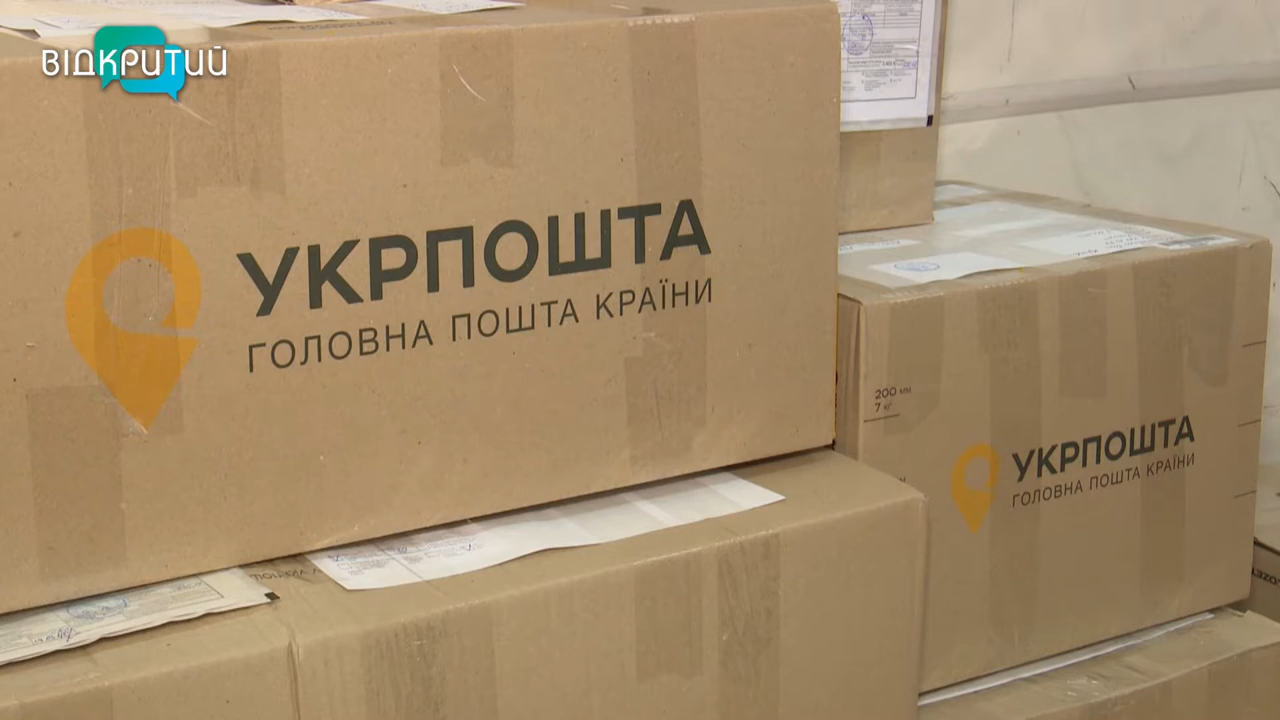 ВІДКРИТИЙ
УКРПОШТА
ГОЛОВНА ПОШТА КРАЇНИ
200 мм
7 кг
УКРПОШТА
ГОЛОВНА ПОШТА КРАЇНИ